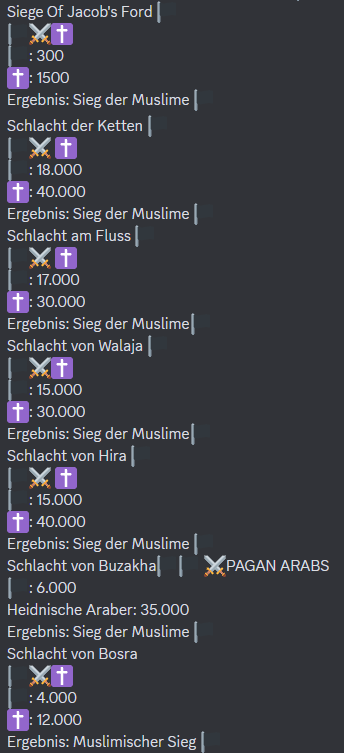 Siege Of Jacob's Ford
⚔️✝️
: 300
✝️: 1500
Ergebnis: Sieg der Muslime
Schlacht der Ketten
⚔️ ✝️
: 18.000
✝️: 40.000
Ergebnis: Sieg der Muslime
Schlacht am Fluss
⚔️ ✝️
: 17.000
✝️: 30.000
Ergebnis: Sieg der Muslime
Schlacht von Walaja
⚔️✝️
: 15.000
✝️: 30.000
Ergebnis: Sieg der Muslime
Schlacht von Hira
⚔️ ✝️
: 15.000
✝️: 40.000
Ergebnis: Sieg der Muslime
Schlacht von Buzakha ⚔️PAGAN ARABS
: 6.000
Heidnische Araber: 35.000
Ergebnis: Sieg der Muslime
Schlacht von Bosra
⚔️✝️
: 4.000
✝️: 12.000
Ergebnis: Muslimischer Sieg